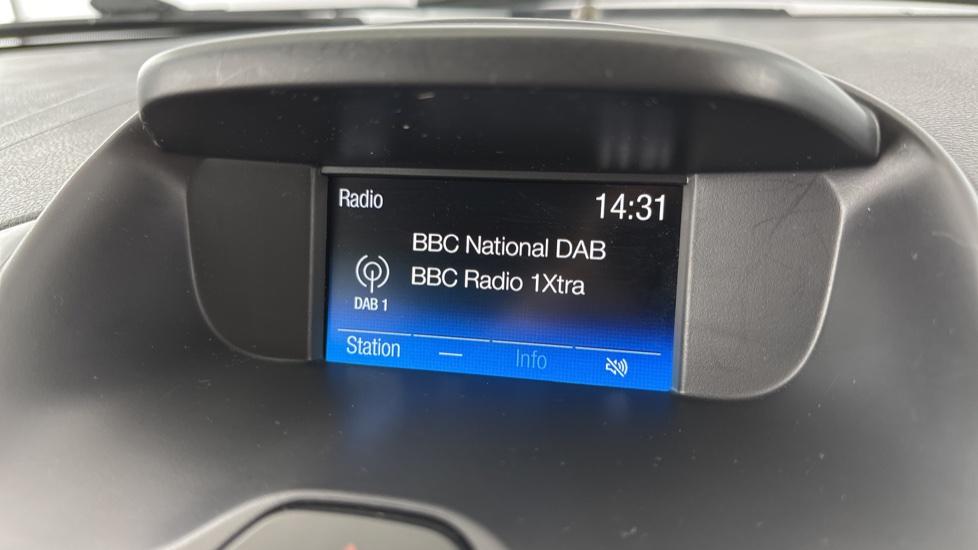 Radio
14:31
BBC National DAB
BBC Radio 1Xtra
DAB 1
Station — Info